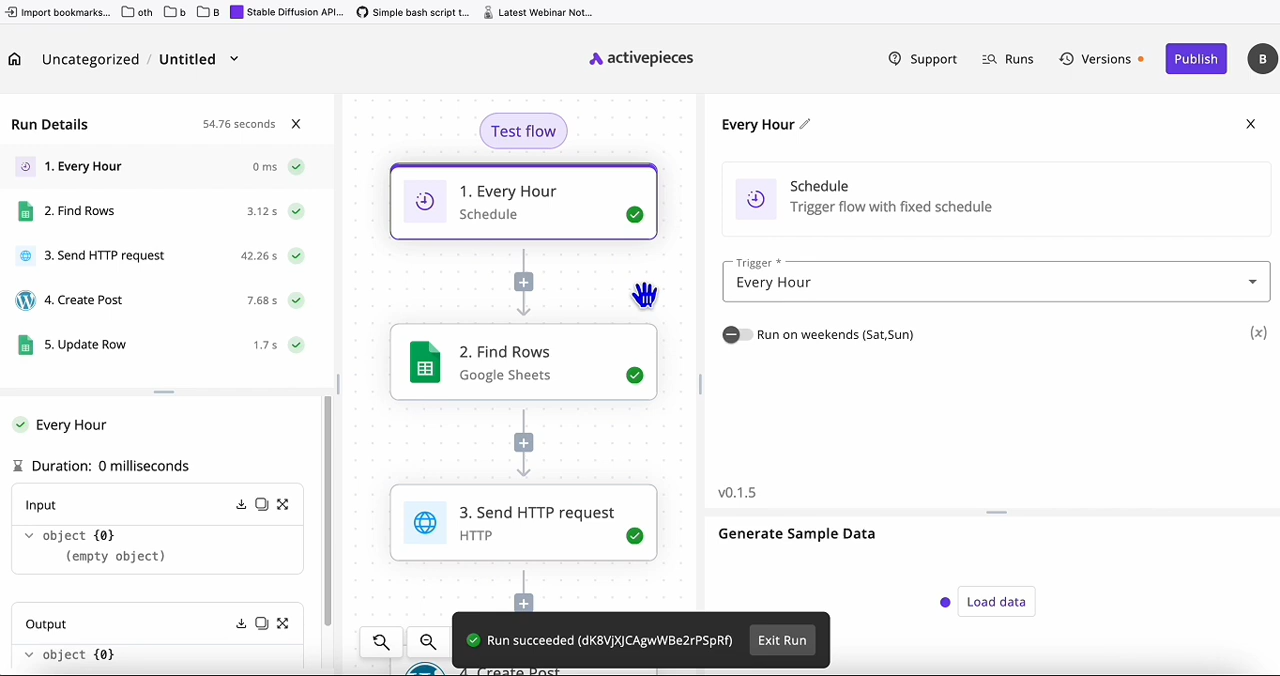 Import bookmarks...
oth
b
B
Stable Diffusion API...
Simple bash script t...
Latest Webinar Not...
Uncategorized / Untitled
activepieces
Support
Runs
Versions
Publish
B
Run Details
54.76 seconds
1. Every Hour
0 ms
2. Find Rows
3.12 s
3. Send HTTP request
42.26 s
4. Create Post
7.68 s
5. Update Row
1.7 s
Every Hour
Duration: 0 milliseconds
Input
object {0}
(empty object)
Output
object {0}
Test flow
1. Every Hour
Schedule
2. Find Rows
Google Sheets
3. Send HTTP request
HTTP
4. Create Post
Run succeeded (dK8VjXJCAgwWBe2rPSpRf)
Exit Run
Every Hour
Schedule
Trigger flow with fixed schedule
Trigger *
Every Hour
Run on weekends (Sat,Sun)
(x)
v0.1.5
Generate Sample Data
Load data